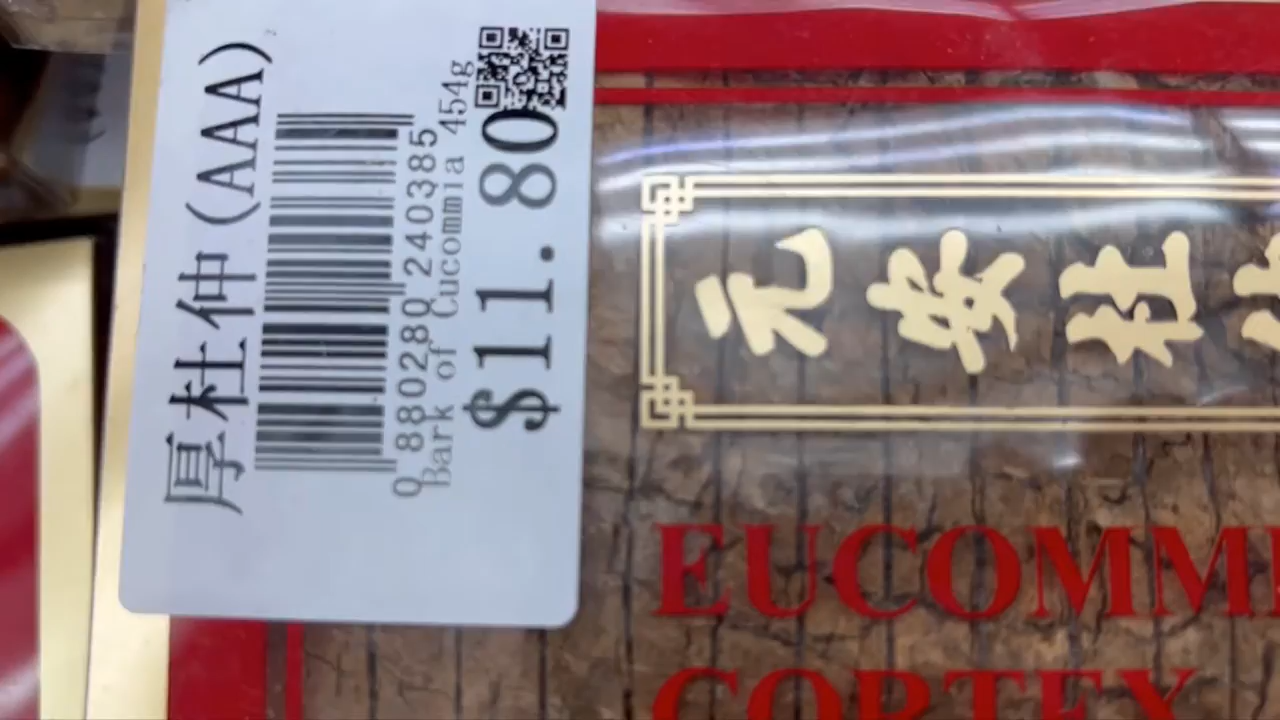 厚杜仲(AAA)
0 880280 240385
Bark of Cucommia 454g
$11.80
元安杜
EUCOMM
CORTEX